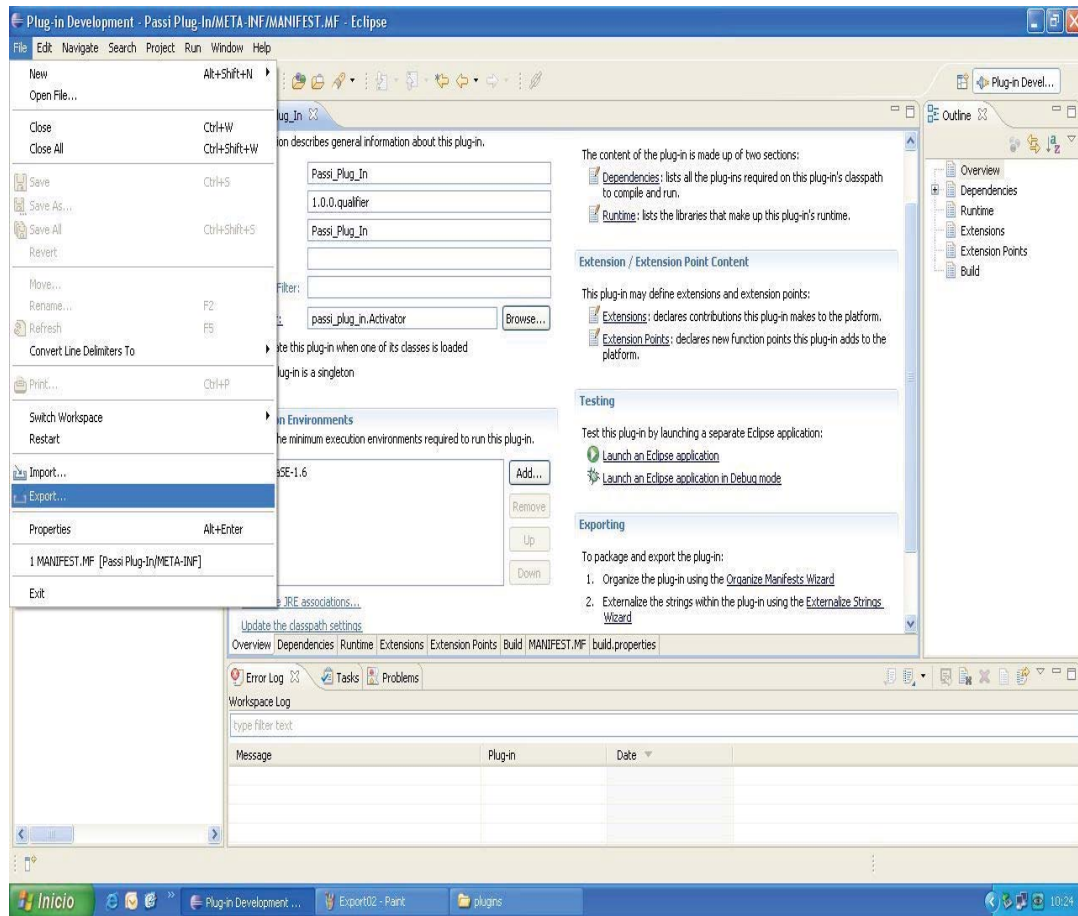 Plug-in Development - Passi Plug-In/META-INF/MANIFEST.MF - Eclipse
File Edit Navigate Search Project Run Window Help
New Alt+Shift+N
Open File...
Close Ctrl+W
Close All Ctrl+Shift+W
Save Ctrl+S
Save As...
Save All Ctrl+Shift+S
Revert
Move...
Rename... F2
Refresh F5
Convert Line Delimiters To
Print... Ctrl+P
Switch Workspace
Restart
Import...
Export...
Properties Alt+Enter
1 MANIFEST.MF [Passi Plug-In/META-INF]
Exit
Plug-in Devel...
lug_In
ion describes general information about this plug-in.
Passi_Plug_In
1.0.0.qualifier
Passi_Plug_In
Filter:
passi_plug_in.Activator Browse...
ate this plug-in when one of its classes is loaded
lug-in is a singleton
n Environments
he minimum execution environments required to run this plug-in.
aSE-1.6
Add...
Remove
Up
Down
JRE associations...
Update the classpath settings
The content of the plug-in is made up of two sections:
Dependencies: lists all the plug-ins required on this plug-in's classpath
to compile and run.
Runtime: lists the libraries that make up this plug-in's runtime.
Extension / Extension Point Content
This plug-in may define extensions and extension points:
Extensions: declares contributions this plug-in makes to the platform.
Extension Points: declares new function points this plug-in adds to the
platform.
Testing
Test this plug-in by launching a separate Eclipse application:
Launch an Eclipse application
Launch an Eclipse application in Debug mode
Exporting
To package and export the plug-in:
1. Organize the plug-in using the Organize Manifests Wizard
2. Externalize the strings within the plug-in using the Externalize Strings
Wizard
Overview Dependencies Runtime Extensions Extension Points Build MANIFEST.MF build.properties
Outline
Overview
Dependencies
Runtime
Extensions
Extension Points
Build
Error Log Tasks Problems
Workspace Log
type filter text
Message Plug-in Date
Inicio Plug-in Development ... Export02 - Paint plugins 10:24